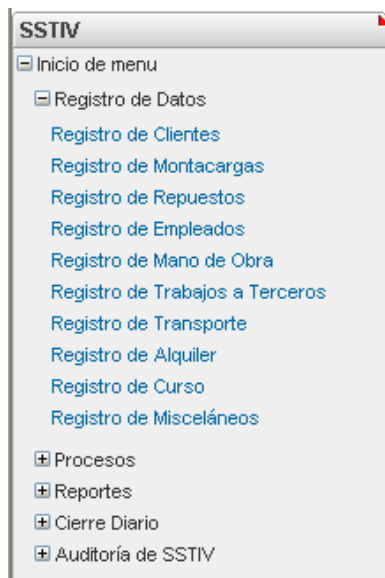 SSTIV
Inicio de menu
Registro de Datos
Registro de Clientes
Registro de Montacargas
Registro de Repuestos
Registro de Empleados
Registro de Mano de Obra
Registro de Trabajos a Terceros
Registro de Transporte
Registro de Alquiler
Registro de Curso
Registro de Misceláneos
Procesos
Reportes
Cierre Diario
Auditoría de SSTIV